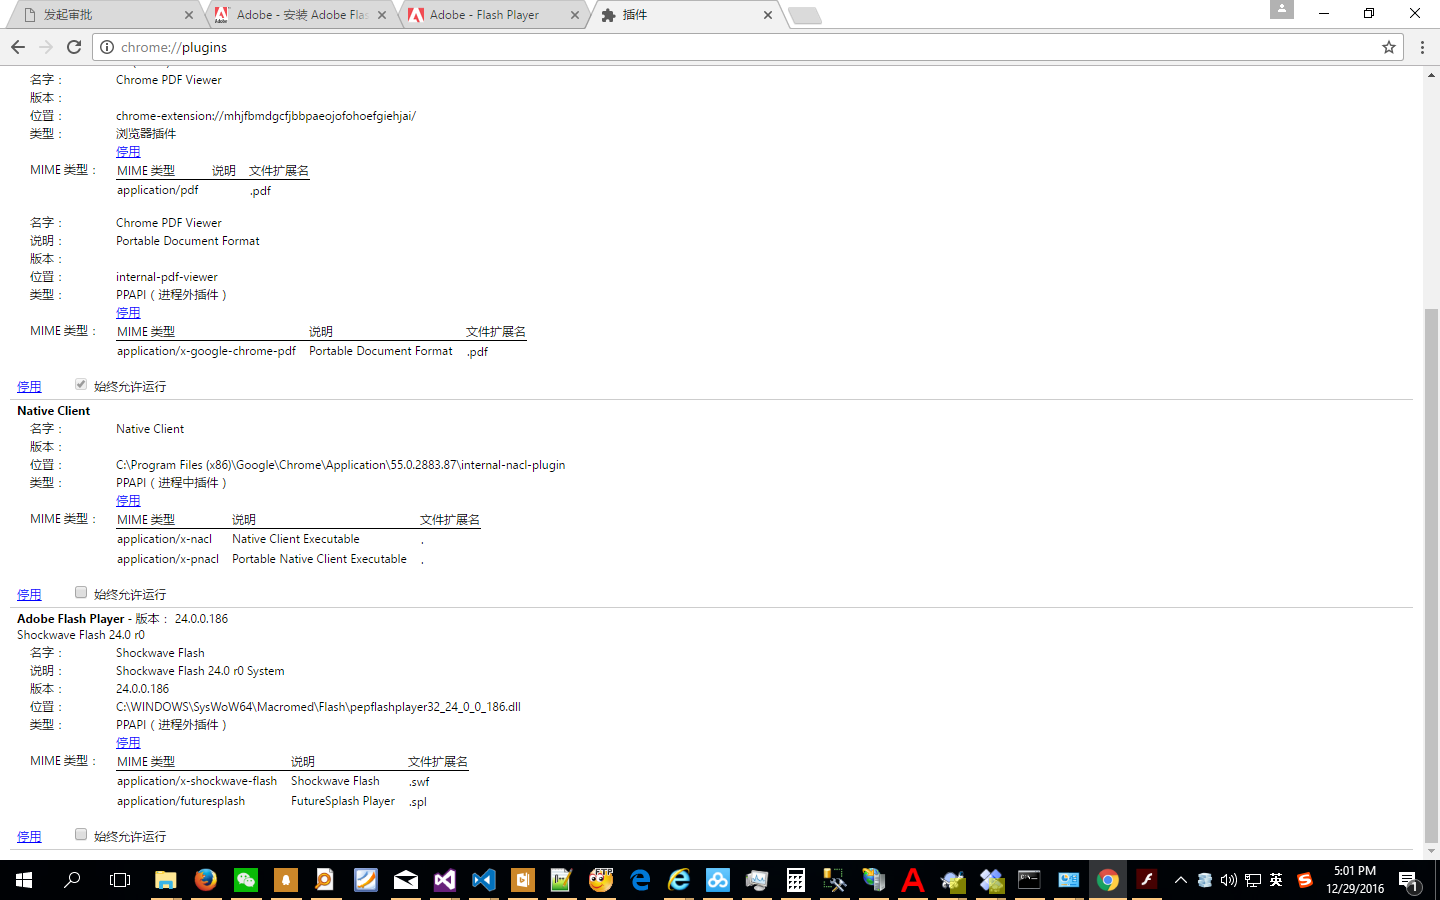 发起审批
Adobe - 安装 Adobe Flas
Adobe - Flash Player
插件
chrome://plugins
名字： Chrome PDF Viewer
版本：
位置： chrome-extension://mhjfbmdgcfjbbpaeojofohoefgiehjai/
类型： 浏览器插件
停用
MIME 类型： MIME 类型 说明 文件扩展名
application/pdf .pdf
名字： Chrome PDF Viewer
说明： Portable Document Format
版本：
位置： internal-pdf-viewer
类型： PPAPI（进程外插件）
停用
MIME 类型： MIME 类型 说明 文件扩展名
application/x-google-chrome-pdf Portable Document Format .pdf
停用 始终允许运行
Native Client
名字： Native Client
版本：
位置： C:\Program Files (x86)\Google\Chrome\Application\55.0.2883.87\internal-nacl-plugin
类型： PPAPI（进程中插件）
停用
MIME 类型： MIME 类型 说明 文件扩展名
application/x-nacl Native Client Executable .
application/x-pnacl Portable Native Client Executable .
停用 始终允许运行
Adobe Flash Player - 版本： 24.0.0.186
Shockwave Flash 24.0 r0
名字： Shockwave Flash
说明： Shockwave Flash 24.0 r0 System
版本： 24.0.0.186
位置： C:\WINDOWS\SysWoW64\Macromed\Flash\pepflashplayer32_24_0_0_186.dll
类型： PPAPI（进程外插件）
停用
MIME 类型： MIME 类型 说明 文件扩展名
application/x-shockwave-flash Shockwave Flash .swf
application/futuresplash FutureSplash Player .spl
停用 始终允许运行
英
5:01 PM
12/29/2016
1